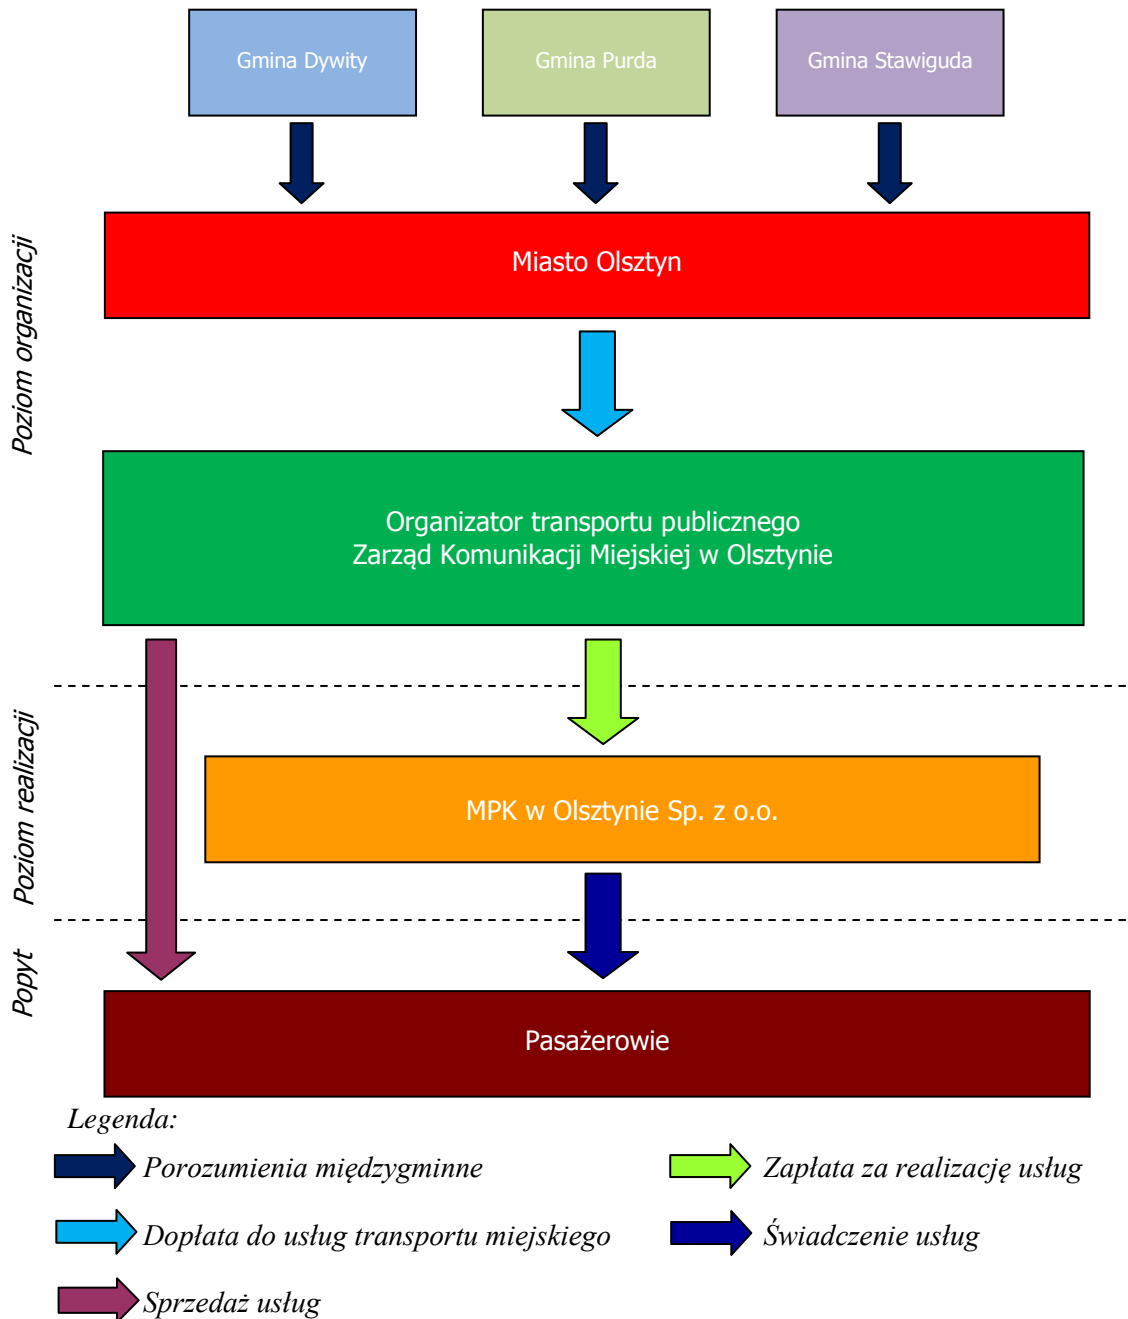 Gmina Dywity
Gmina Purda
Gmina Stawiguda
Poziom organizacji
Miasto Olsztyn
Organizator transportu publicznego
Zarząd Komunikacji Miejskiej w Olsztynie
Poziom realizacji
MPK w Olsztynie Sp. z o.o.
Popyt
Pasażerowie
Legenda:
Porozumienia międzygminne
Zapłata za realizację usług
Dopłata do usług transportu miejskiego
Świadczenie usług
Sprzedaż usług